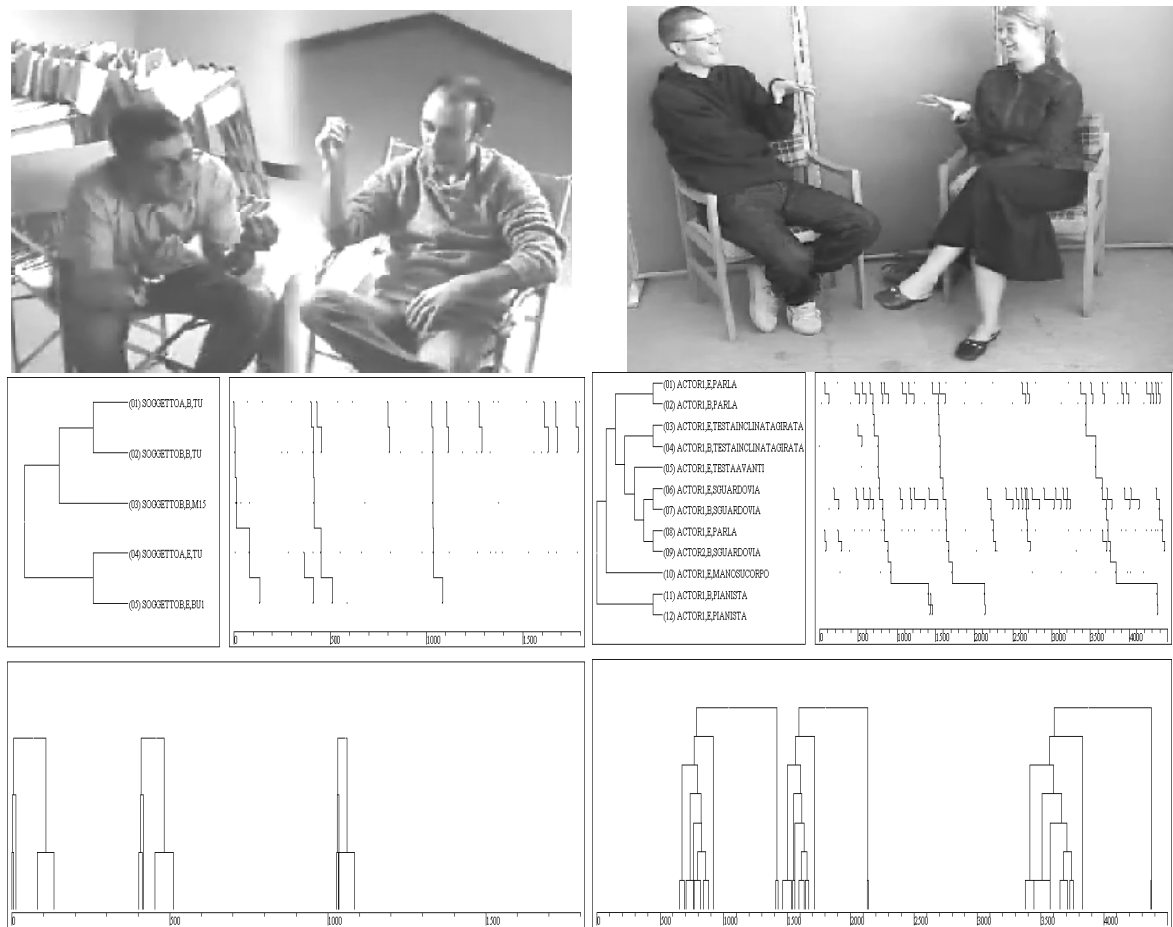 (01) SOGGETTOA,B,TU
(02) SOGGETTOB,B,TU
(03) SOGGETTOB,B,M15
(04) SOGGETTOA,E,TU
(05) SOGGETTOB,E,BU1
0 500 1000 1500
(01) ACTOR1,E,PARLA
(02) ACTOR1,B,PARLA
(03) ACTOR1,E,TESTAINCLINATAGIRATA
(04) ACTOR1,B,TESTAINCLINATAGIRATA
(05) ACTOR1,E,TESTAAVANTI
(06) ACTOR1,E,SGUARDOVIA
(07) ACTOR1,B,SGUARDOVIA
(08) ACTOR1,E,PARLA
(09) ACTOR2,B,SGUARDOVIA
(10) ACTOR1,E,MANOSUCORPO
(11) ACTOR1,B,PIANISTA
(12) ACTOR1,E,PIANISTA
0 500 1000 1500 2000 2500 3000 3500 4000
0 500 1000 1500
0 500 1000 1500 2000 2500 3000 3500 4000